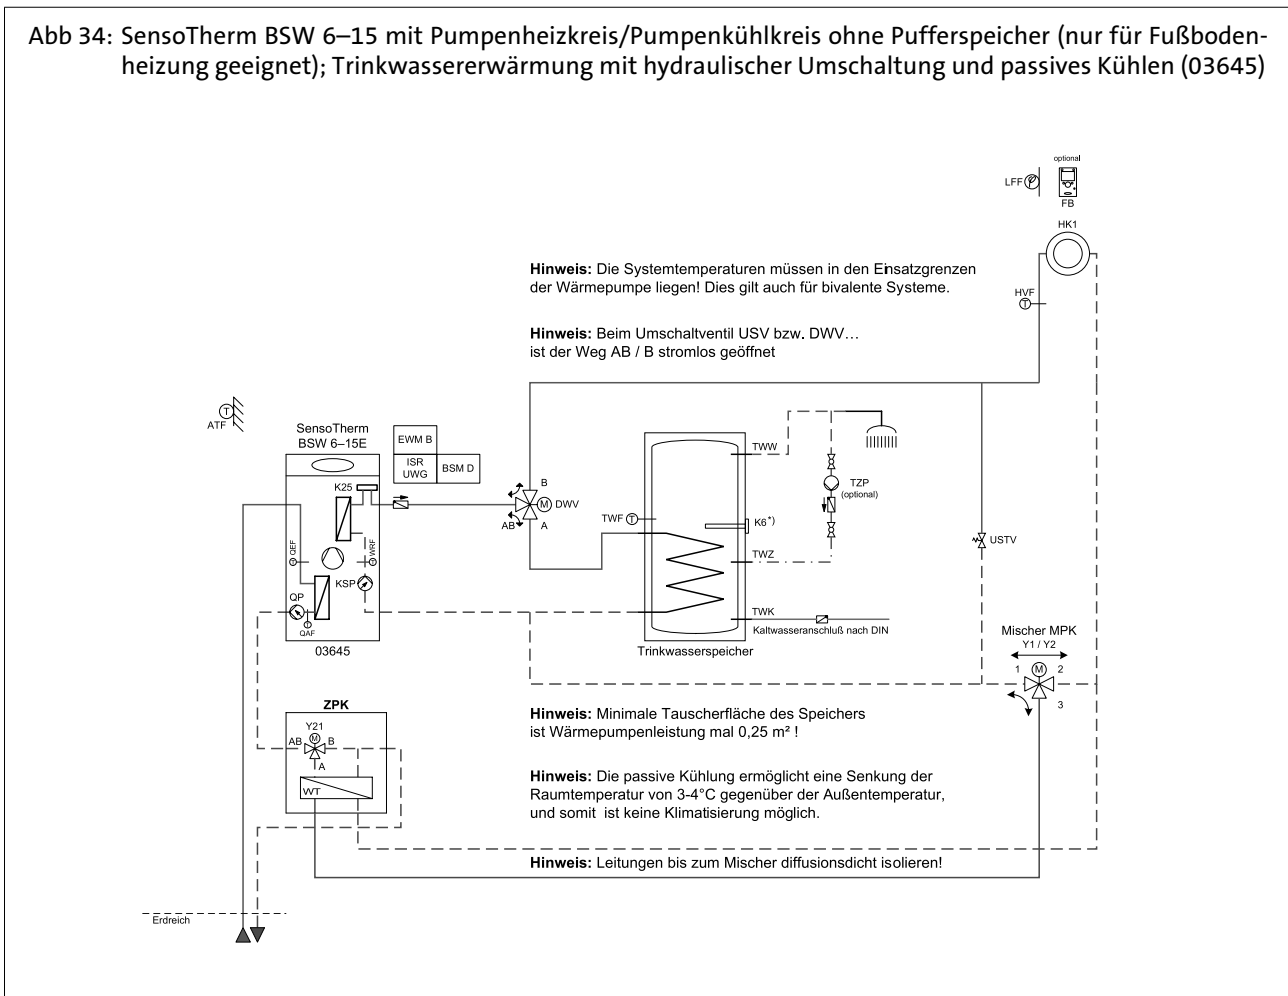 Abb 34: SensoTherm BSW 6–15 mit Pumpenheizkreis/Pumpenkühlkreis ohne Pufferspeicher (nur für Fußboden-
heizung geeignet); Trinkwassererwärmung mit hydraulischer Umschaltung und passives Kühlen (03645)
optional
LFF
FB
HK1
Hinweis: Die Systemtemperaturen müssen in den Einsatzgrenzen
der Wärmepumpe liegen! Dies gilt auch für bivalente Systeme.
HVF
T
Hinweis: Beim Umschaltventil USV bzw. DWV...
ist der Weg AB / B stromlos geöffnet
T
ATF
SensoTherm
BSW 6–15E
EWM B
ISR
UWG
BSM D
K25
B
M
DWV
AB
A
TWW
TZP
(optional)
TWF
T
K6*)
USTV
QEF
T
WRF
T
TWZ
KSP
QP
T
QAF
TWK
Kaltwasseranschluß nach DIN
03645
Trinkwasserspeicher
Mischer MPK
Y1 / Y2
1
M
2
3
ZPK
Y21
M
AB
B
A
WT
Hinweis: Minimale Tauscherfläche des Speichers
ist Wärmepumpenleistung mal 0,25 m² !
Hinweis: Die passive Kühlung ermöglicht eine Senkung der
Raumtemperatur von 3-4°C gegenüber der Außentemperatur,
und somit ist keine Klimatisierung möglich.
Hinweis: Leitungen bis zum Mischer diffusionsdicht isolieren!
Erdreich